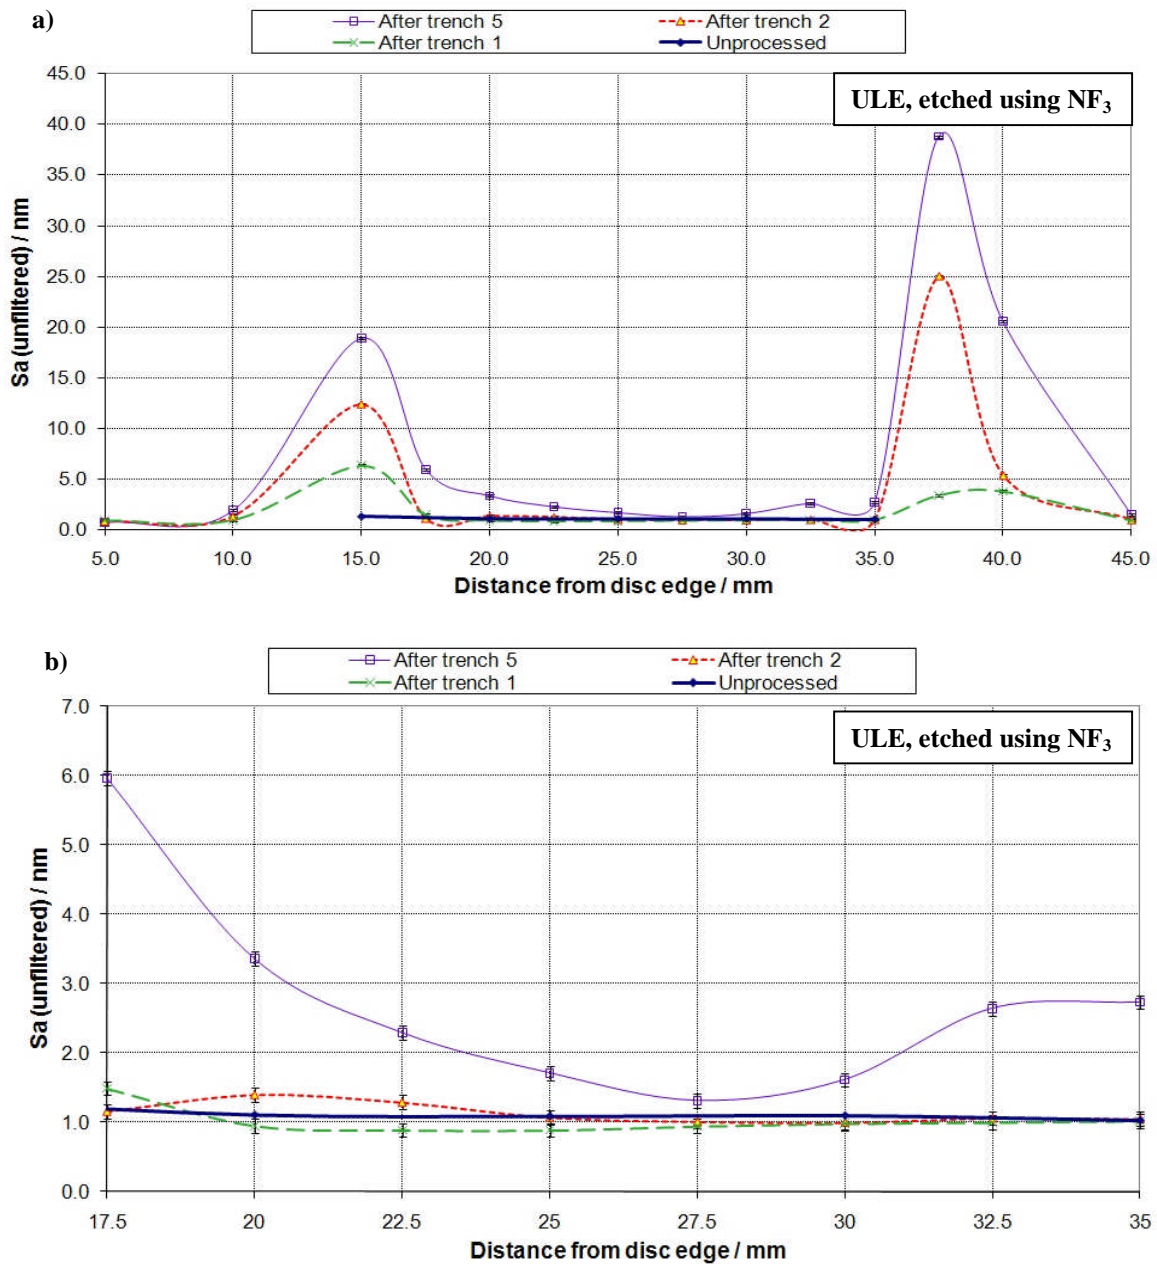 a)
After trench 5 After trench 2
After trench 1 Unprocessed
ULE, etched using NF₃
45.0
40.0
35.0
30.0
25.0
20.0
15.0
10.0
5.0
0.0
Sa (unfiltered) / nm
5.0 10.0 15.0 20.0 25.0 30.0 35.0 40.0 45.0
Distance from disc edge / mm
b)
After trench 5 After trench 2
After trench 1 Unprocessed
ULE, etched using NF₃
7.0
6.0
5.0
4.0
3.0
2.0
1.0
0.0
Sa (unfiltered) / nm
17.5 20 22.5 25 27.5 30 32.5 35
Distance from disc edge / mm